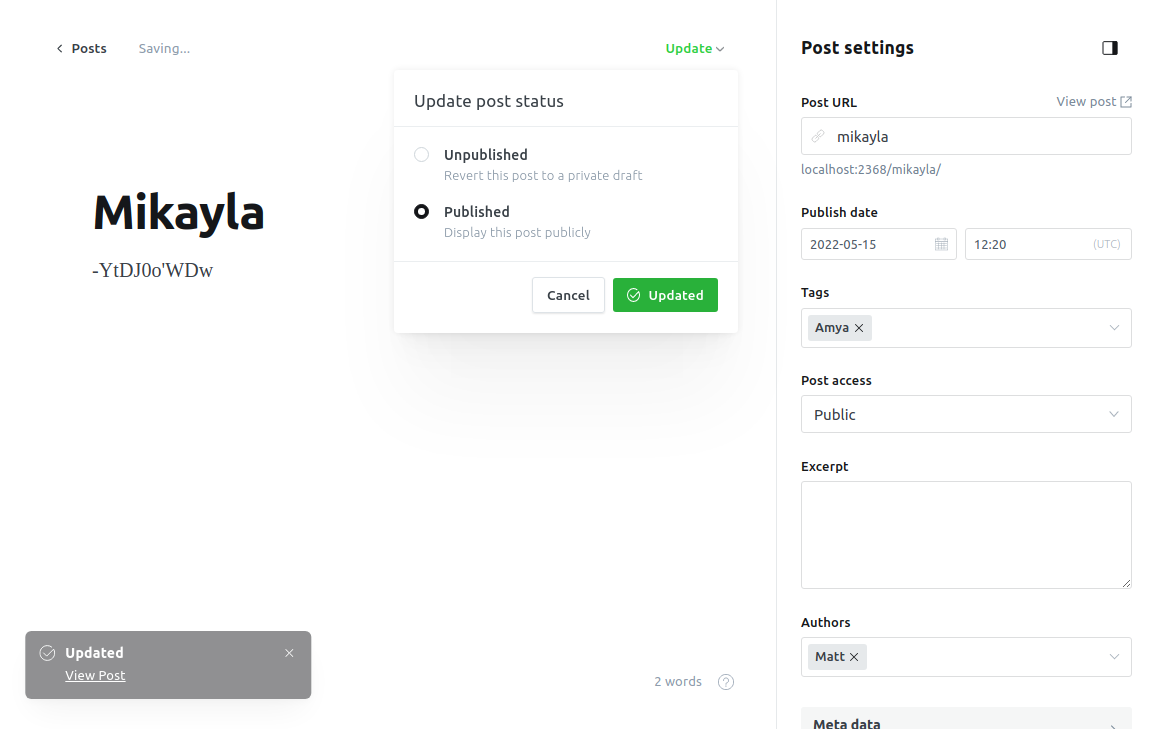 Posts
Saving...
Update
Update post status
Unpublished
Revert this post to a private draft
Published
Display this post publicly
Cancel
Updated
Mikayla
-YtDJ0o'WDw
Updated
View Post
2 words
?
Post settings
Post URL
View post
mikayla
localhost:2368/mikayla/
Publish date
2022-05-15
12:20
(UTC)
Tags
Amya
Post access
Public
Excerpt
Authors
Matt
Meta data